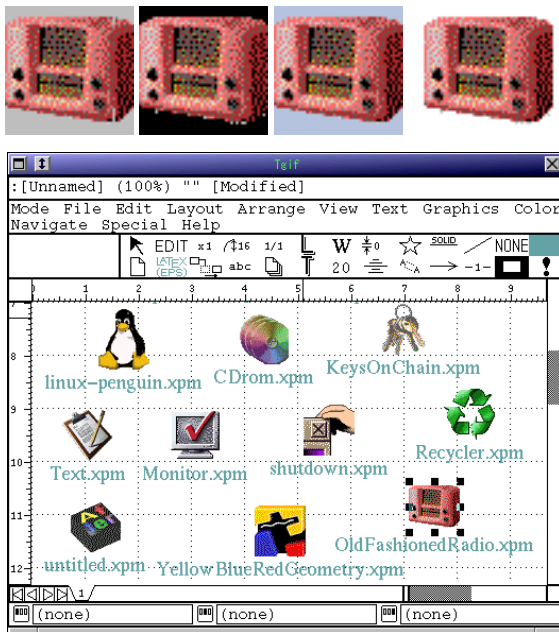 Tgif
:[Unnamed] (100%) "" [Modified]
Mode File Edit Layout Arrange View Text Graphics Color
Navigate Special Help
EDIT x1 16 1/1 W 0 SOLID NONE
LATEX (EPS) abc 20 -1-
0 1 2 3 4 5 6 7 8 9
7
8
linux-penguin.xpm CDrom.xpm KeysOnChain.xpm
9
Text.xpm Monitor.xpm shutdown.xpm Recycler.xpm
10
11
untitled.xpm YellowBlueRedGeometry.xpm OldFashionedRadio.xpm
12
1
(none) (none) (none)